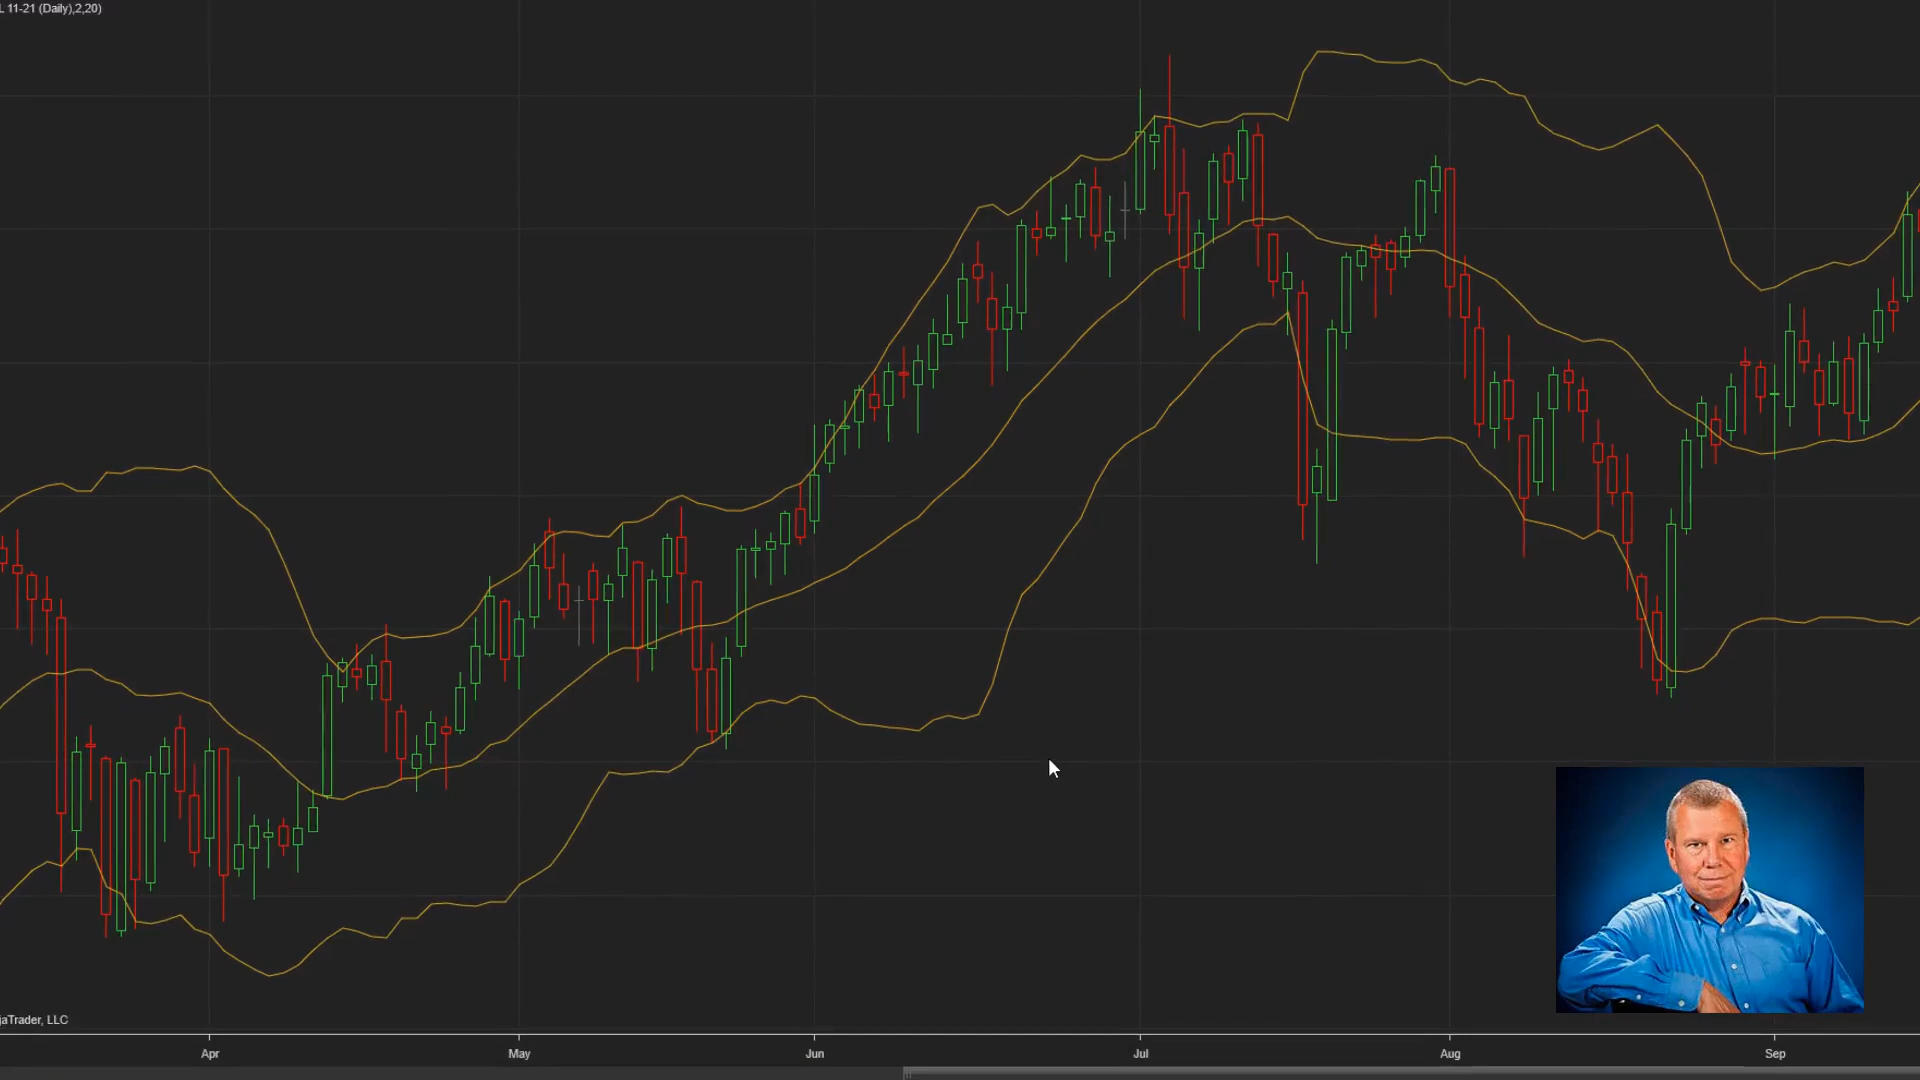 L 11-21 (Daily),2,20)
jaTrader, LLC
Apr
May
Jun
Jul
Aug
Sep